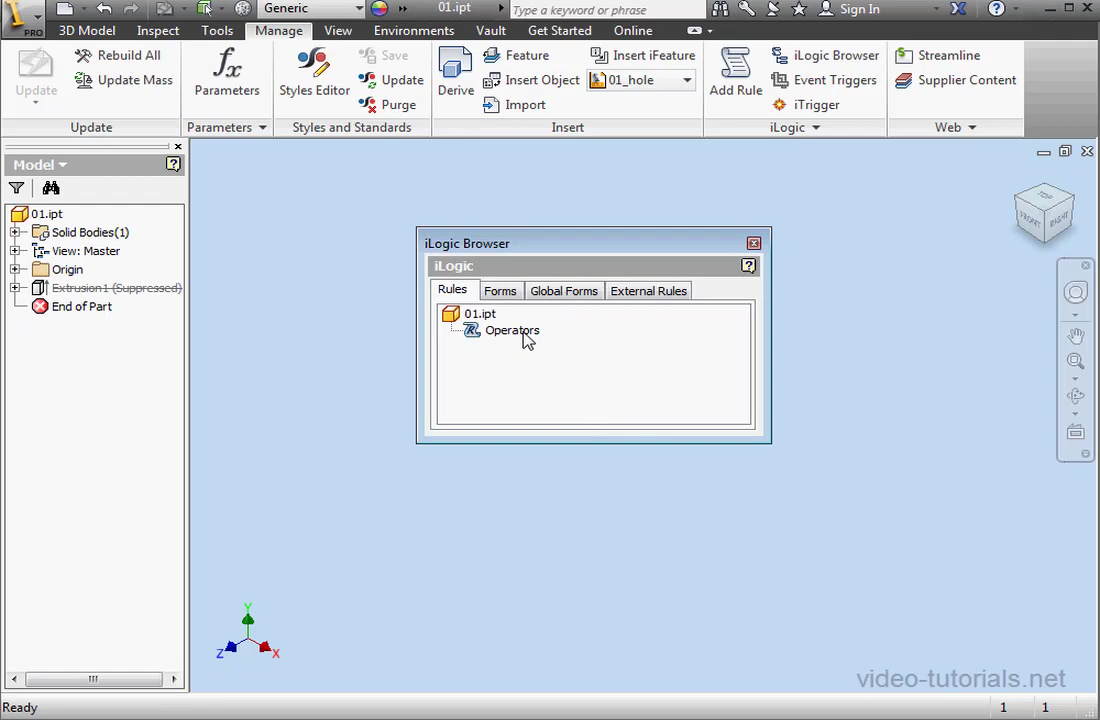 PRO
Generic
01.ipt
Type a keyword or phrase
Sign In
3D Model
Inspect
Tools
Manage
View
Environments
Vault
Get Started
Online
Update
Rebuild All
Update Mass
Update
fx
Parameters
Parameters
Styles Editor
Save
Update
Purge
Styles and Standards
Derive
Feature
Insert Object
Import
Insert iFeature
01_hole
Insert
Add Rule
iLogic Browser
Event Triggers
iTrigger
iLogic
Streamline
Supplier Content
Web
Model
01.ipt
Solid Bodies(1)
View: Master
Origin
Extrusion1 (Suppressed)
End of Part
iLogic Browser
iLogic
Rules
Forms
Global Forms
External Rules
01.ipt
Operators
TOP
FRONT
RIGHT
Y
Z
X
video-tutorials.net
Ready
1
1